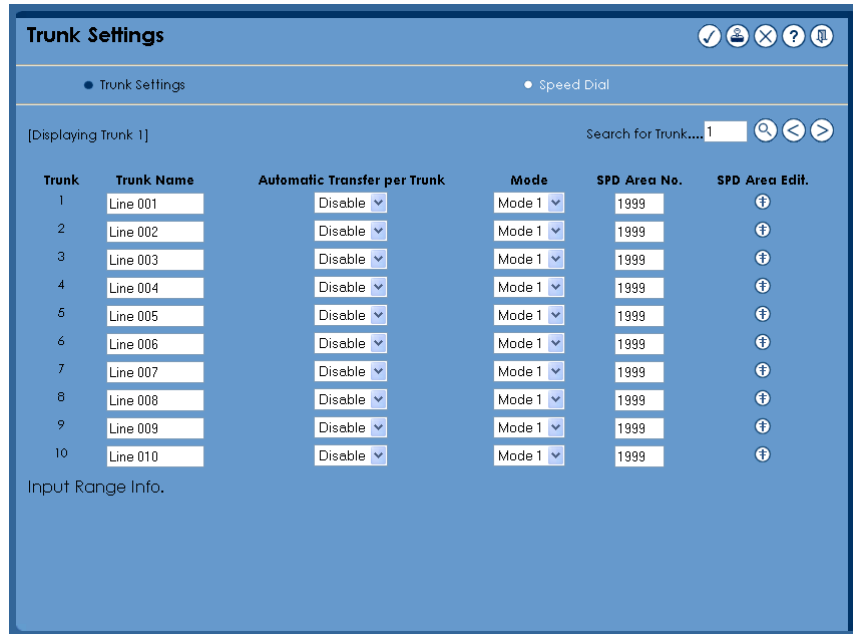 Trunk Settings
Trunk Settings Speed Dial
[Displaying Trunk 1] Search for Trunk.... 1
Trunk Trunk Name Automatic Transfer per Trunk Mode SPD Area No. SPD Area Edit.
1 Line 001 Disable Mode 1 1999
2 Line 002 Disable Mode 1 1999
3 Line 003 Disable Mode 1 1999
4 Line 004 Disable Mode 1 1999
5 Line 005 Disable Mode 1 1999
6 Line 006 Disable Mode 1 1999
7 Line 007 Disable Mode 1 1999
8 Line 008 Disable Mode 1 1999
9 Line 009 Disable Mode 1 1999
10 Line 010 Disable Mode 1 1999
Input Range Info.